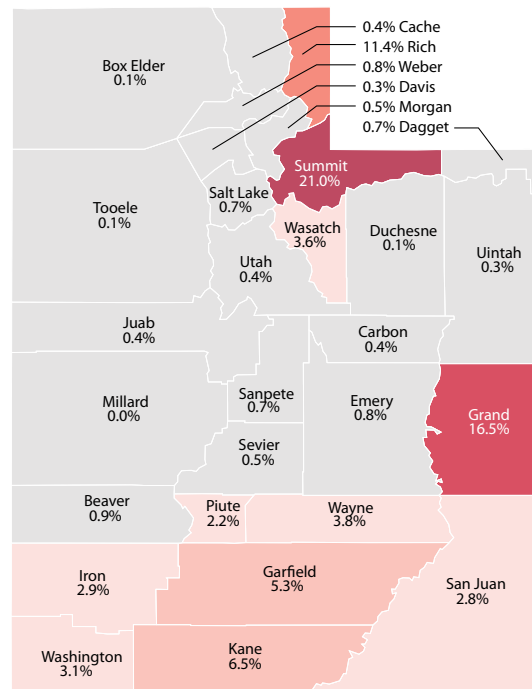 0.4% Cache
11.4% Rich
0.8% Weber
0.3% Davis
0.5% Morgan
0.7% Dagget
Box Elder
0.1%
Summit
21.0%
Tooele
0.1%
Salt Lake
0.7%
Wasatch
3.6%
Duchesne
0.1%
Uintah
0.3%
Utah
0.4%
Juab
0.4%
Carbon
0.4%
Millard
0.0%
Sanpete
0.7%
Emery
0.8%
Grand
16.5%
Sevier
0.5%
Beaver
0.9%
Piute
2.2%
Wayne
3.8%
Iron
2.9%
Garfield
5.3%
San Juan
2.8%
Washington
3.1%
Kane
6.5%